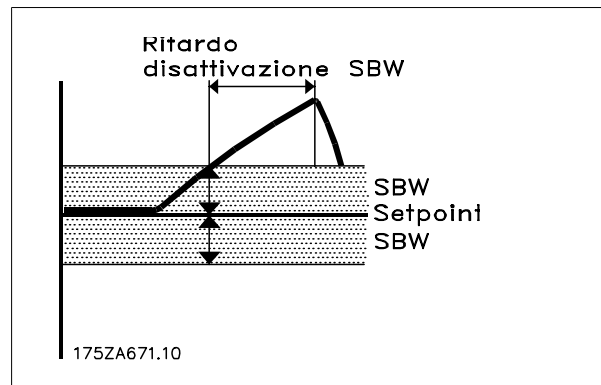 Ritardo
disattivazione SBW
SBW
Setpoint
SBW
175ZA671.10